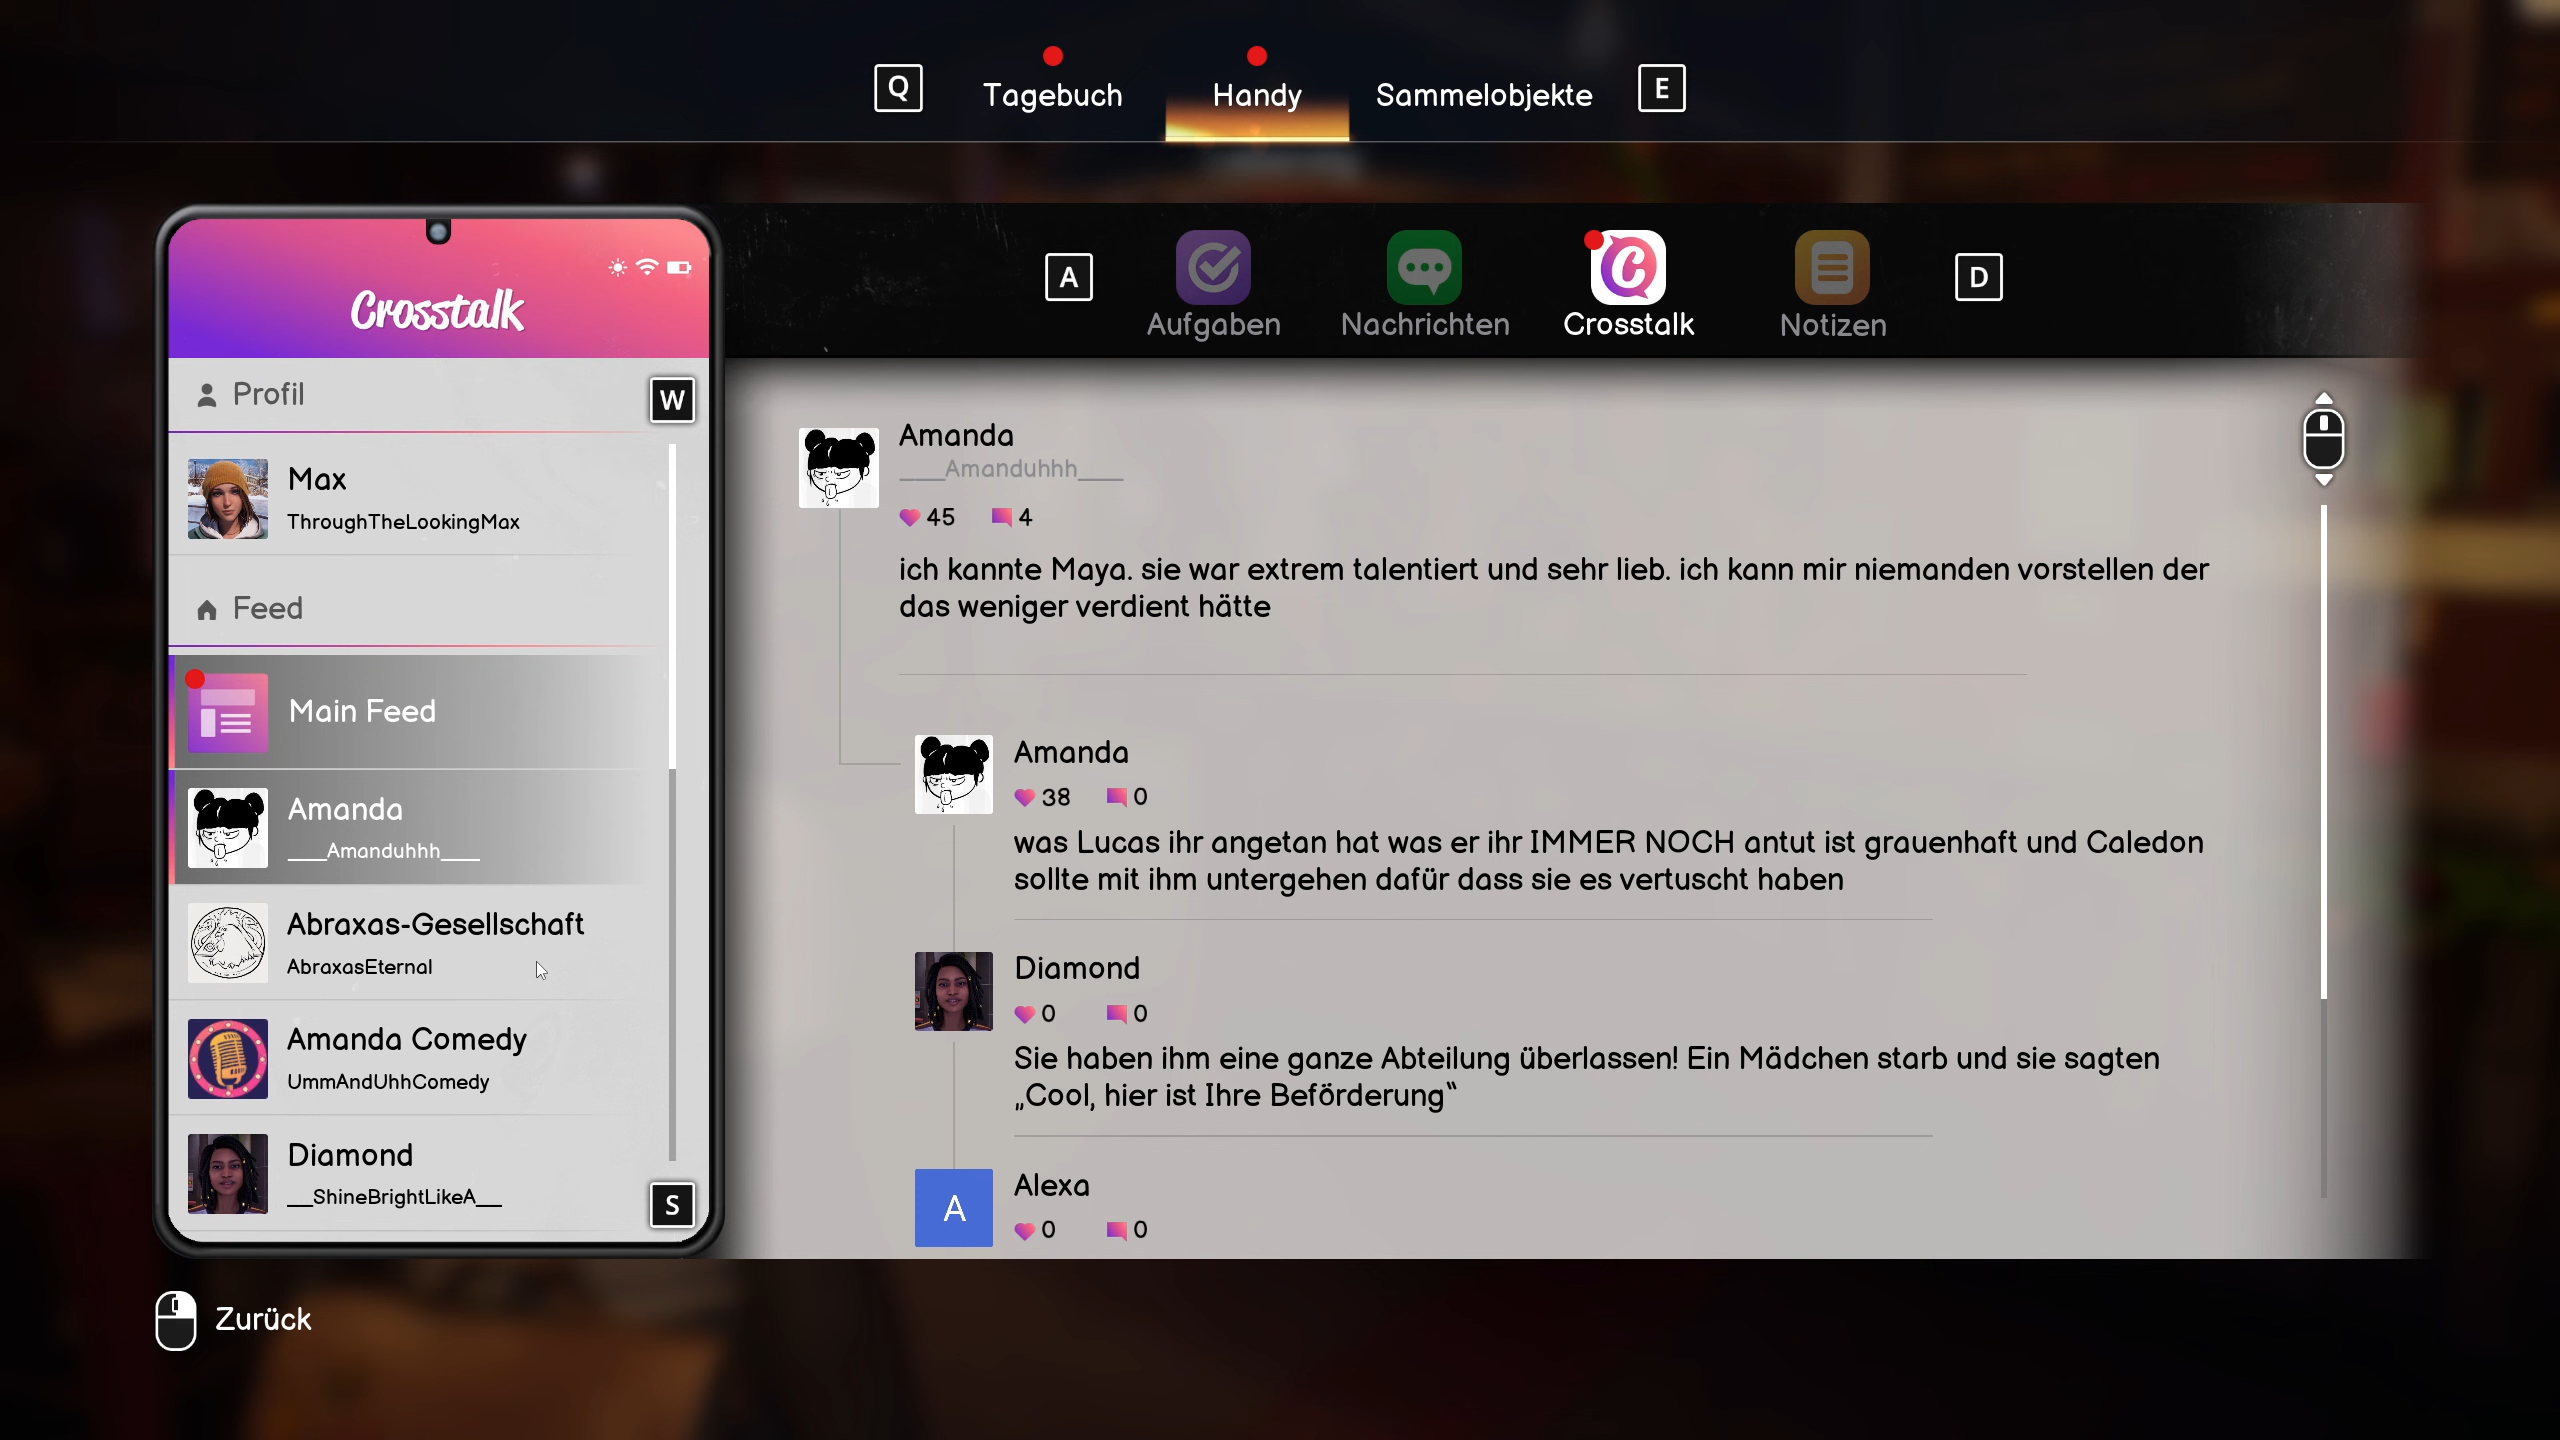 Q
Tagebuch
Handy
Sammelobjekte
E
Crosstalk
A
Aufgaben
Nachrichten
Crosstalk
Notizen
D
Profil
W
Max
ThroughTheLookingMax
Feed
Main Feed
Amanda
____Amanduhhh____
Abraxas-Gesellschaft
AbraxasEternal
Amanda Comedy
UmmAndUhhComedy
Diamond
__ShineBrightLikeA__
S
Amanda
____Amanduhhh____
45 4
ich kannte Maya. sie war extrem talentiert und sehr lieb. ich kann mir niemanden vorstellen der
das weniger verdient hätte
Amanda
38 0
was Lucas ihr angetan hat was er ihr IMMER NOCH antut ist grauenhaft und Caledon
sollte mit ihm untergehen dafür dass sie es vertuscht haben
Diamond
0 0
Sie haben ihm eine ganze Abteilung überlassen! Ein Mädchen starb und sie sagten
„Cool, hier ist Ihre Beförderung‟
A
Alexa
0 0
Zurück